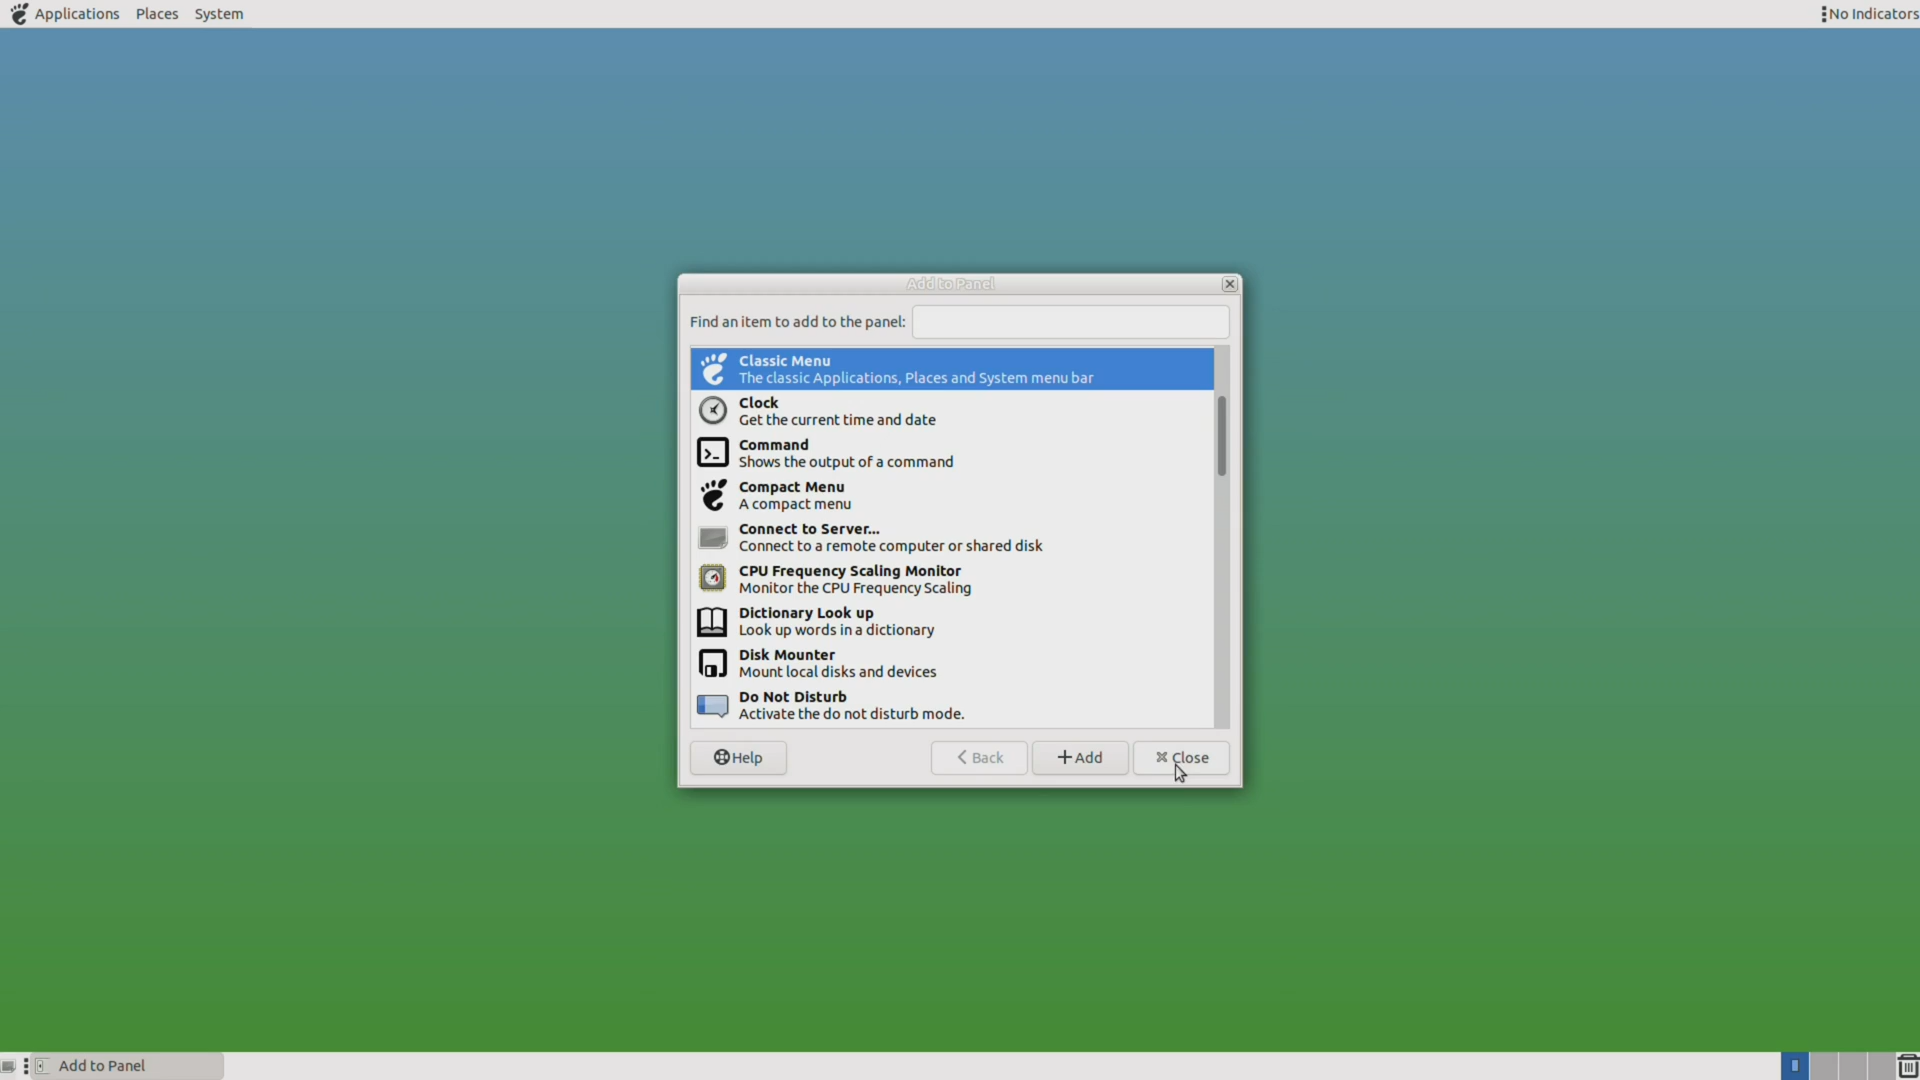 Applications Places System
No Indicators
Add to Panel
Find an item to add to the panel:
Classic Menu
The classic Applications, Places and System menu bar
Clock
Get the current time and date
Command
Shows the output of a command
Compact Menu
A compact menu
Connect to Server...
Connect to a remote computer or shared disk
CPU Frequency Scaling Monitor
Monitor the CPU Frequency Scaling
Dictionary Look up
Look up words in a dictionary
Disk Mounter
Mount local disks and devices
Do Not Disturb
Activate the do not disturb mode.
Help Back Add Close
Add to Panel